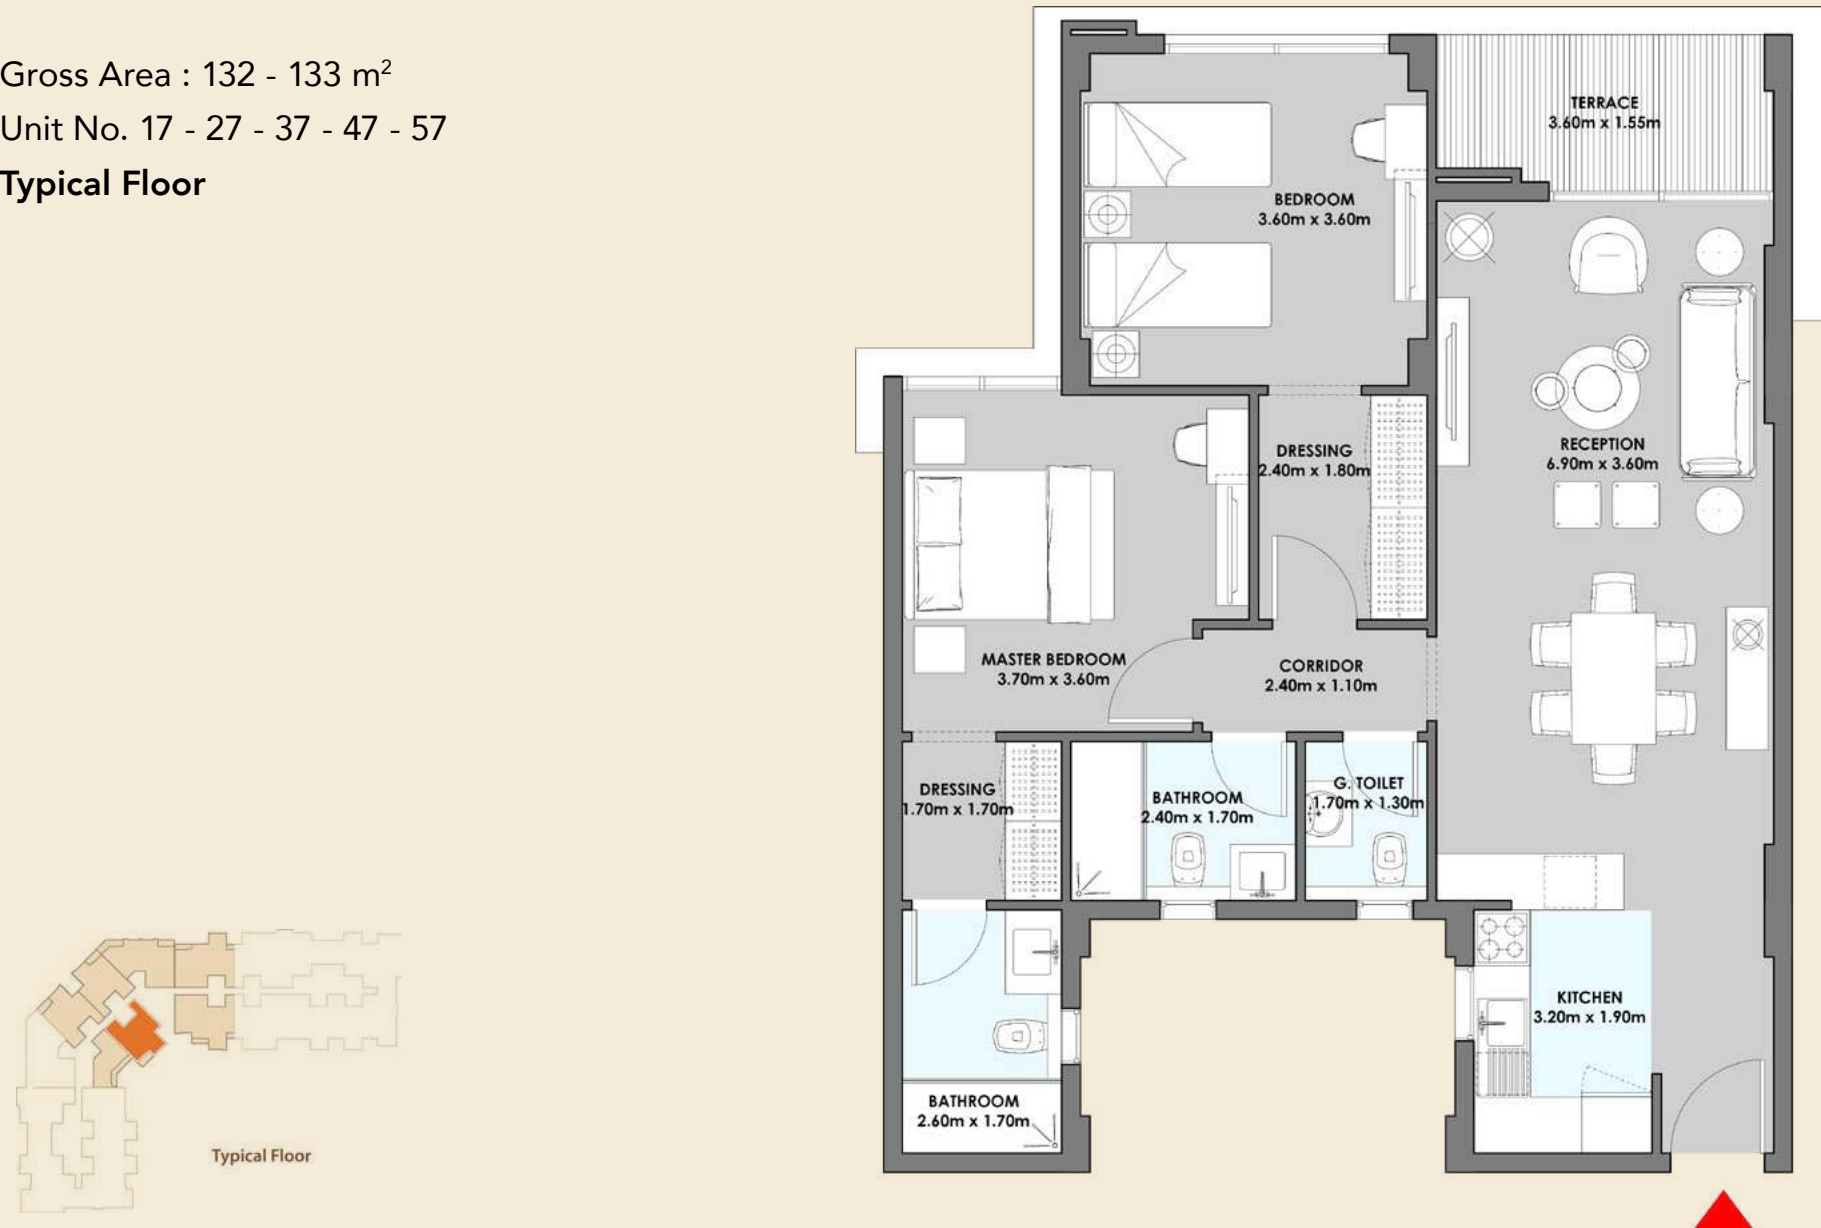 Gross Area : 132 - 133 m²
Unit No. 17 - 27 - 37 - 47 - 57
Typical Floor
TERRACE
3.60m x 1.55m
BEDROOM
3.60m x 3.60m
RECEPTION
6.90m x 3.60m
DRESSING
2.40m x 1.80m
MASTER BEDROOM
3.70m x 3.60m
CORRIDOR
2.40m x 1.10m
DRESSING
1.70m x 1.70m
BATHROOM
2.40m x 1.70m
G. TOILET
1.70m x 1.30m
KITCHEN
3.20m x 1.90m
BATHROOM
2.60m x 1.70m
Typical Floor